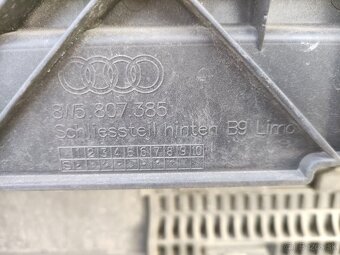 8W5.807.385
Schliessteil hinten B9 Limo
1 2 3 4 5 6 7 8 9 10